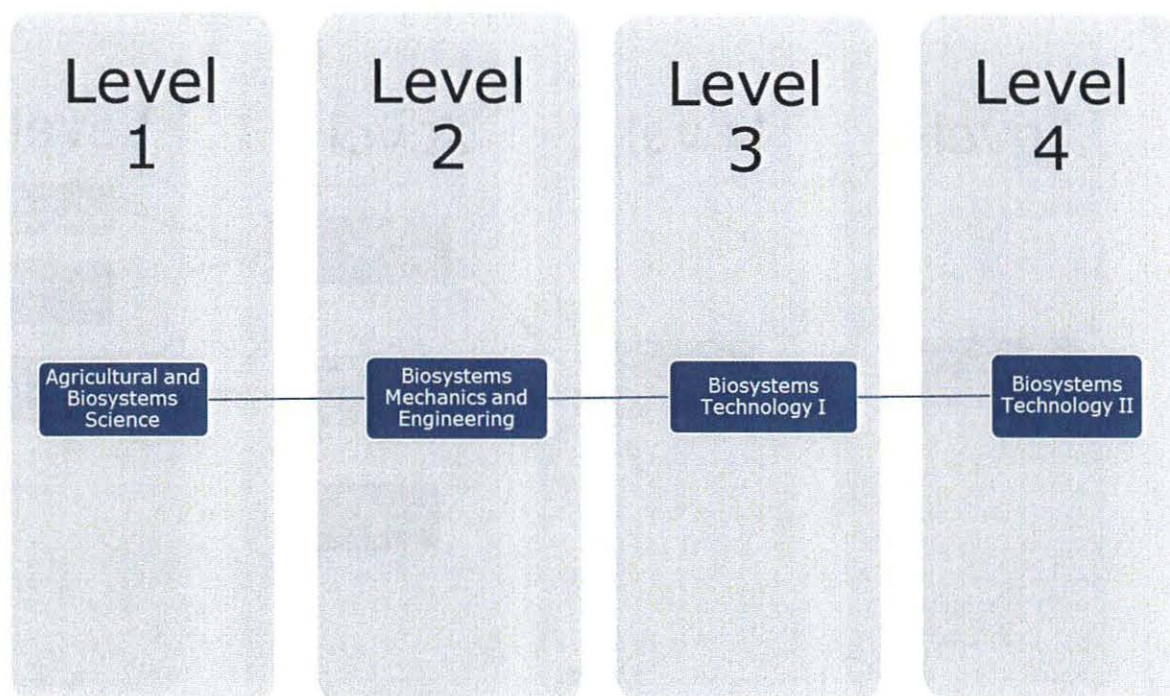 Level
1
Level
2
Level
3
Level
4
Agricultural and
Biosystems
Science
Biosystems
Mechanics and
Engineering
Biosystems
Technology I
Biosystems
Technology II